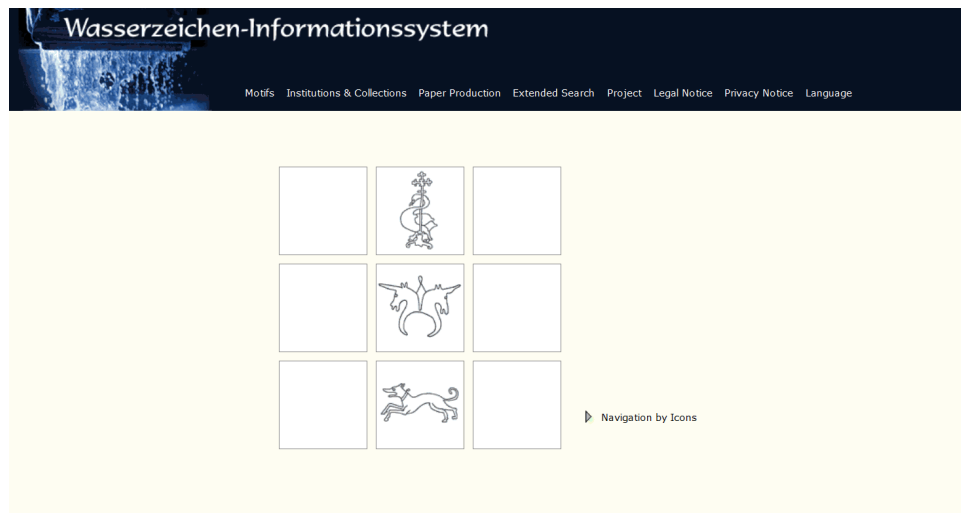 Wasserzeichen-Informationssystem
Motifs Institutions & Collections Paper Production Extended Search Project Legal Notice Privacy Notice Language
Navigation by Icons